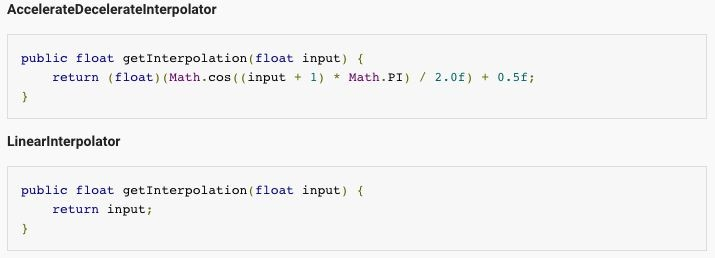 AccelerateDecelerateInterpolator
public float getInterpolation(float input) {
    return (float)(Math.cos((input + 1) * Math.PI) / 2.0f) + 0.5f;
}
LinearInterpolator
public float getInterpolation(float input) {
    return input;
}